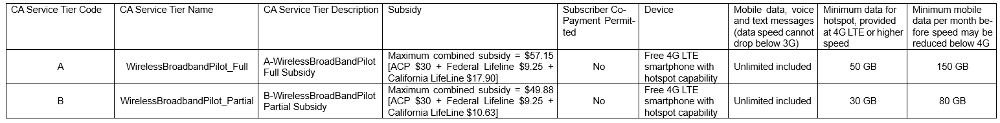 CA Service Tier Code
CA Service Tier Name
CA Service Tier Description
Subsidy
Subscriber Co-
Payment Permit-
ted
Device
Mobile data, voice
and text messages
(data speed cannot
drop below 3G)
Minimum data for
hotspot, provided
at 4G LTE or higher
speed
Minimum mobile
data per month be-
fore speed may be
reduced below 4G
A
WirelessBroadbandPilot_Full
A-WirelessBroadBandPilot
Full Subsidy
Maximum combined subsidy = $57.15
[ACP $30 + Federal Lifeline $9.25 +
California LifeLine $17.90]
No
Free 4G LTE
smartphone with
hotspot capability
Unlimited included
50 GB
150 GB
B
WirelessBroadbandPilot_Partial
B-WirelessBroadbandPilot
Partial Subsidy
Maximum combined subsidy = $49.88
[ACP $30 + Federal Lifeline $9.25 +
California LifeLine $10.63]
No
Free 4G LTE
smartphone with
hotspot capability
Unlimited included
30 GB
80 GB